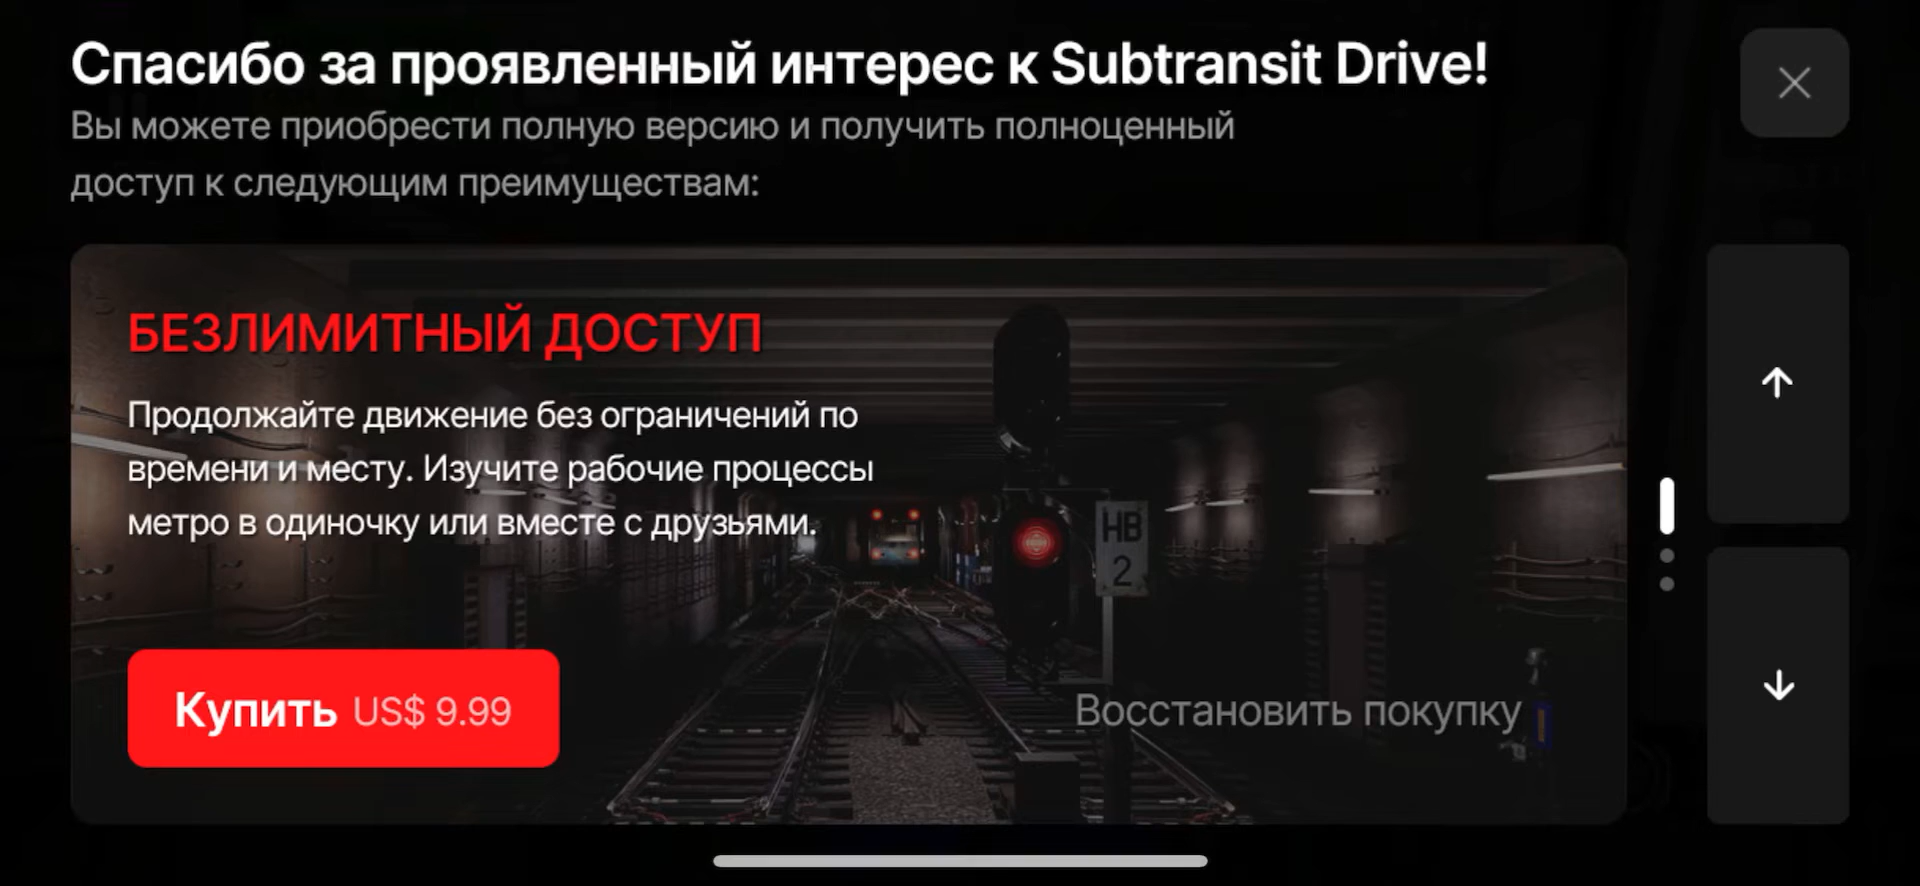 Спасибо за проявленный интерес к Subtransit Drive!
Вы можете приобрести полную версию и получить полноценный
доступ к следующим преимуществам:
БЕЗЛИМИТНЫЙ ДОСТУП
Продолжайте движение без ограничений по
времени и месту. Изучите рабочие процессы
метро в одиночку или вместе с друзьями.
НВ
2
Купить US$ 9.99
Восстановить покупку